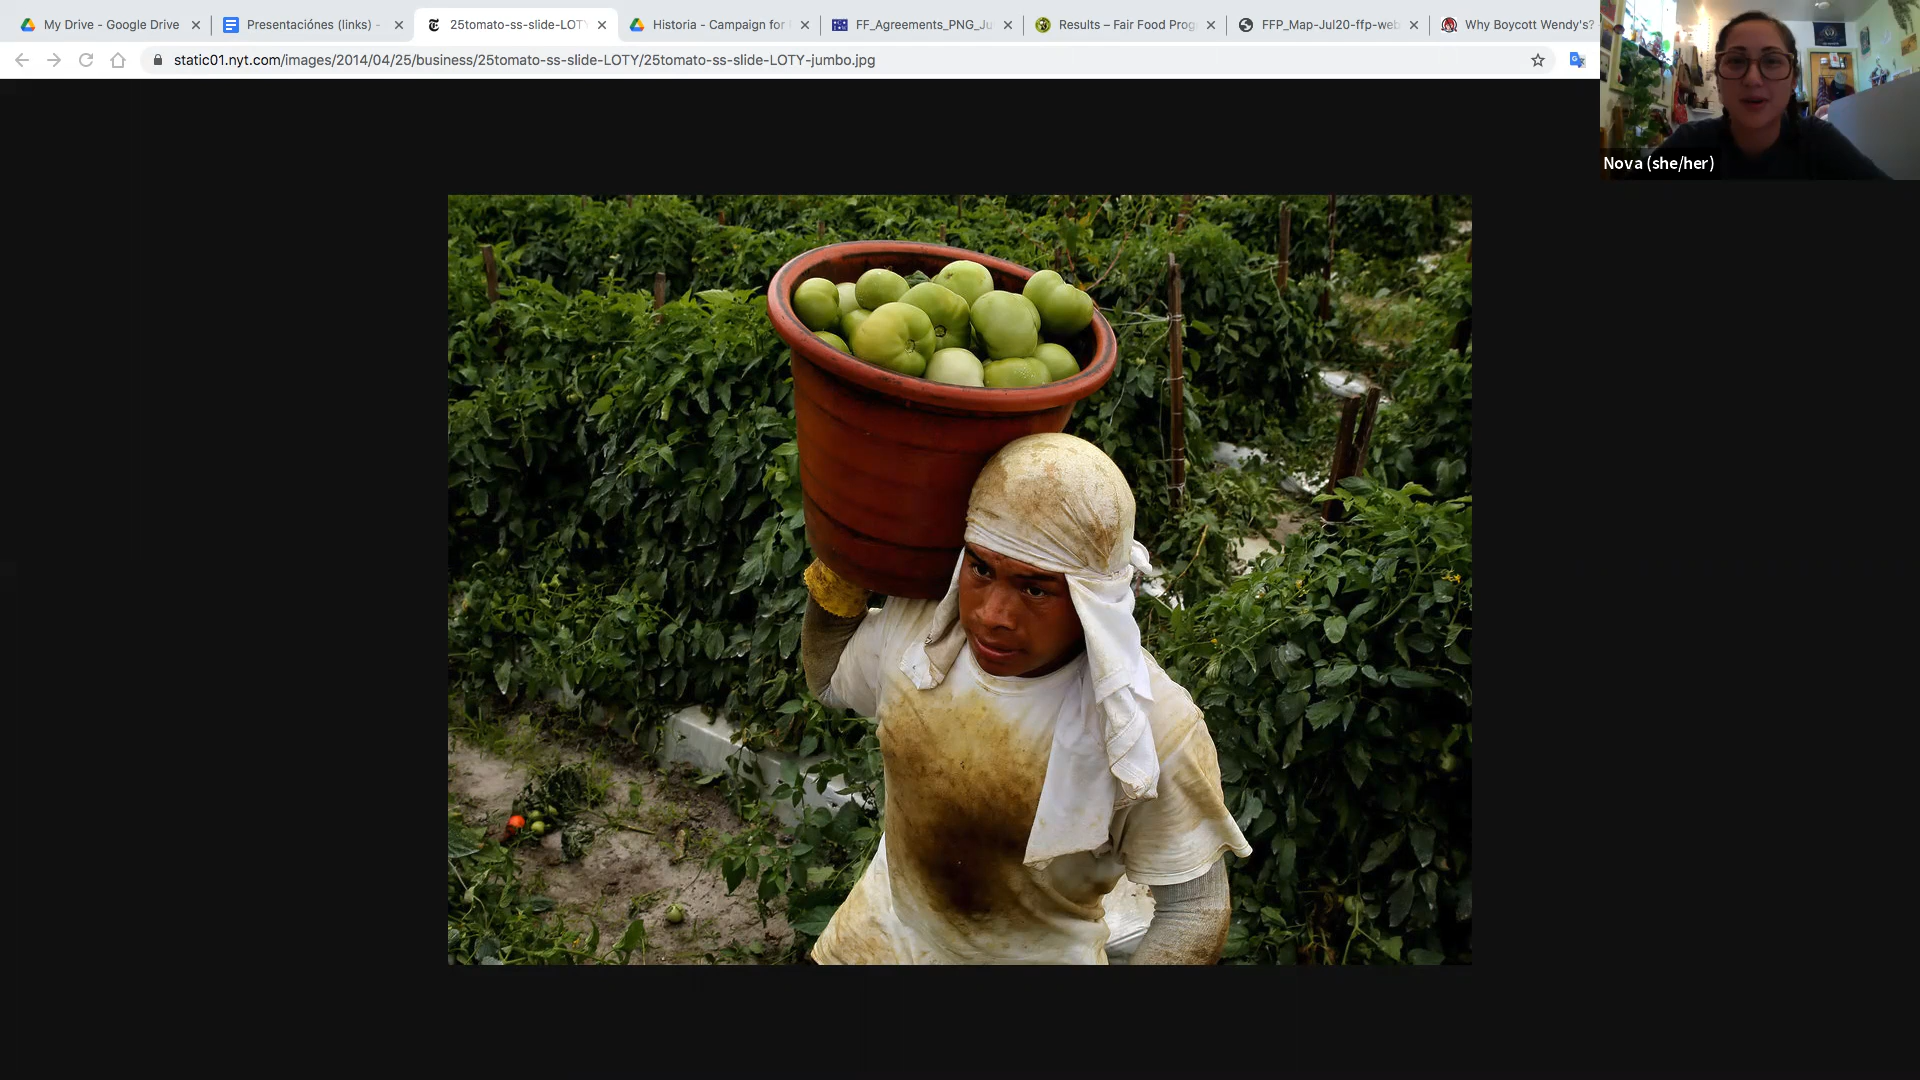 My Drive - Google Drive
Presentaciónes (links) -
25tomato-ss-slide-LOTY
Historia - Campaign for
FF_Agreements_PNG_Ju
Results – Fair Food Prog
FFP_Map-Jul20-ffp-web
Why Boycott Wendy's?
static01.nyt.com/images/2014/04/25/business/25tomato-ss-slide-LOTY/25tomato-ss-slide-LOTY-jumbo.jpg
Nova (she/her)